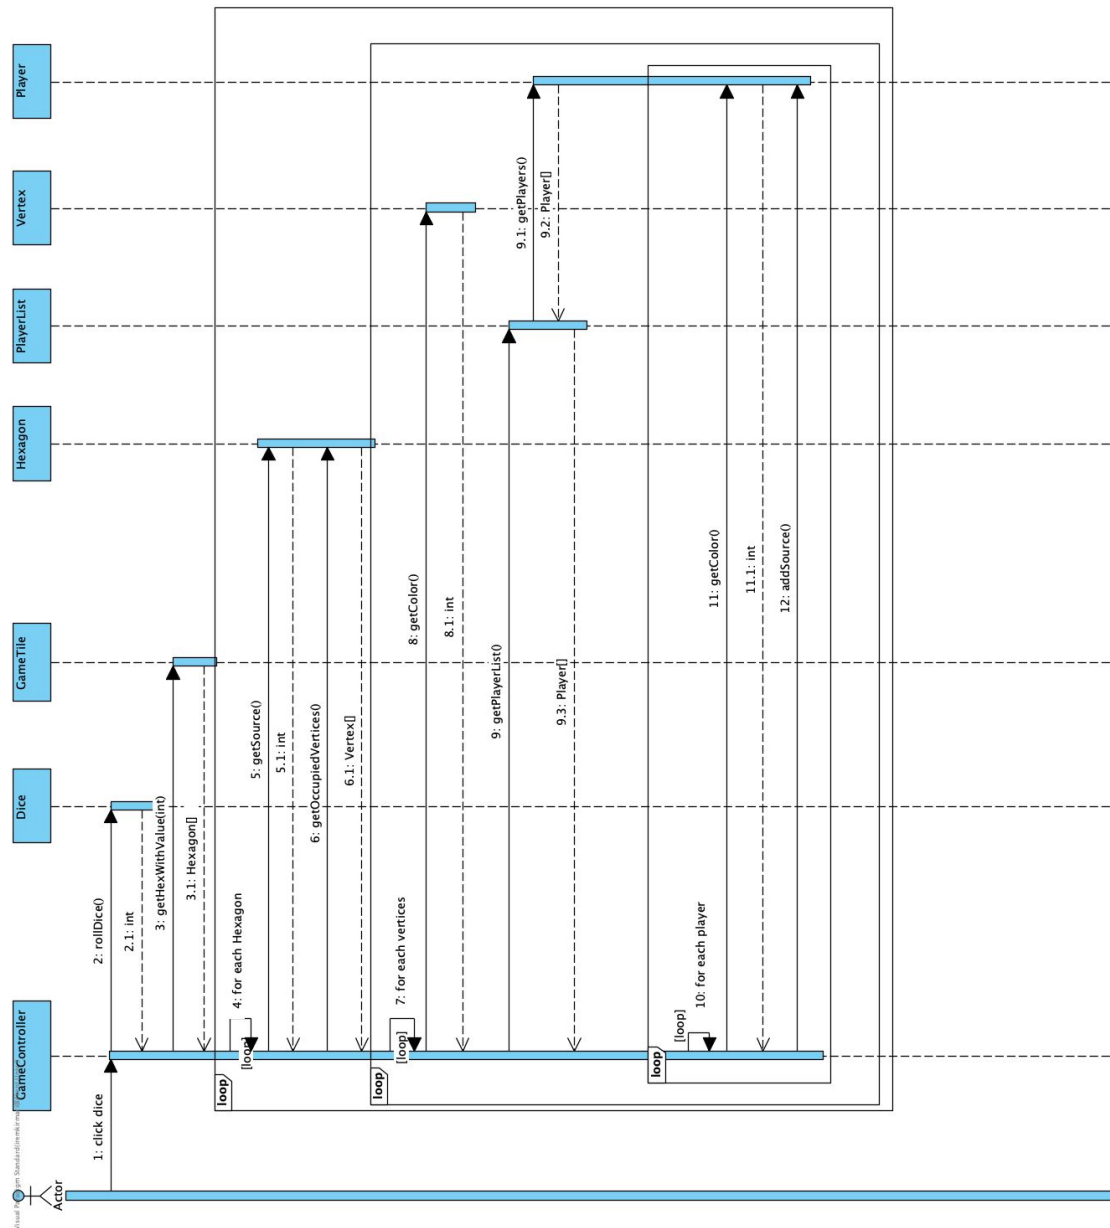 Actor
GameController
Dice
GameTile
Hexagon
PlayerList
Vertex
Player
1: click dice
2: rollDice()
2.1: int
3: getHexWithValue(int)
3.1: Hexagon[]
loop
4: for each Hexagon
[loop]
5: getSource()
5.1: int
6: getOccupiedVertices()
6.1: Vertex[]
loop
7: for each vertices
[loop]
8: getColor()
8.1: int
9: getPlayerList()
9.1: getPlayers()
9.2: Player[]
9.3: Player[]
loop
10: for each player
[loop]
11: getColor()
11.1: int
12: addSource()